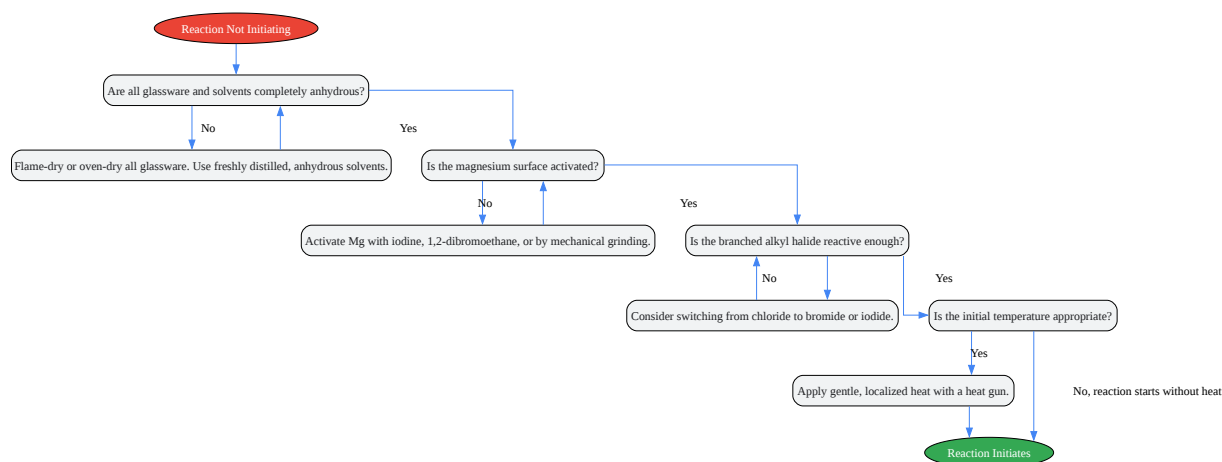 Reaction Not Initiating
Are all glassware and solvents completely anhydrous?
No
Yes
Flame-dry or oven-dry all glassware. Use freshly distilled, anhydrous solvents.
Is the magnesium surface activated?
No
Yes
Activate Mg with iodine, 1,2-dibromoethane, or by mechanical grinding.
Is the branched alkyl halide reactive enough?
No
Yes
Consider switching from chloride to bromide or iodide.
Is the initial temperature appropriate?
Yes
Apply gentle, localized heat with a heat gun.
No, reaction starts without heat
Reaction Initiates